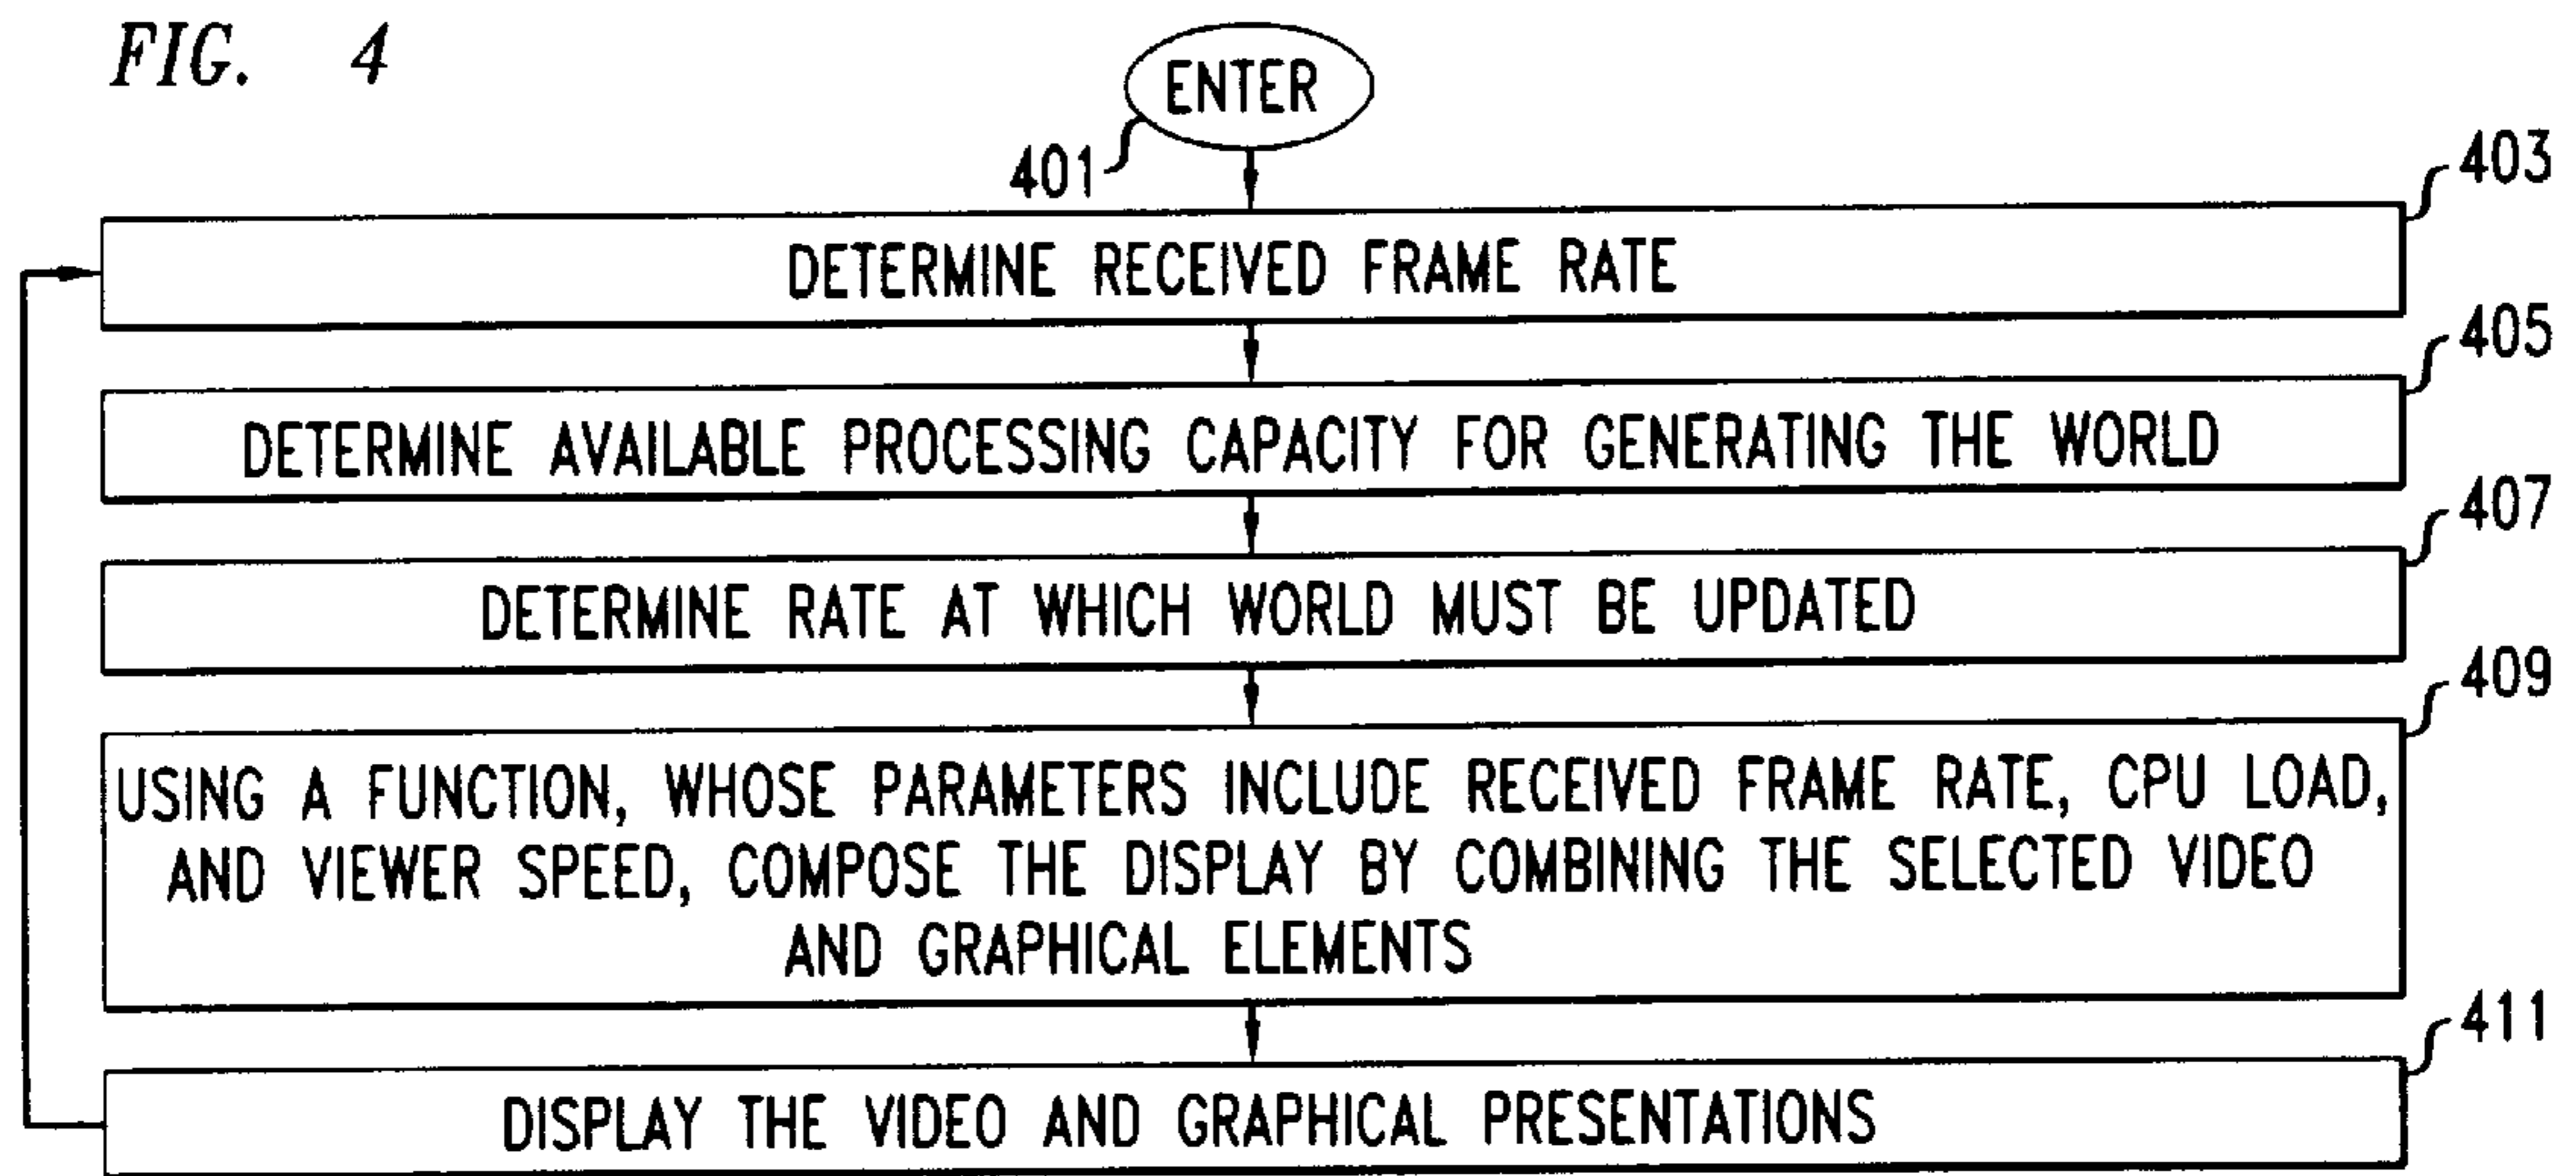 FIG. 4
ENTER
401
403
DETERMINE RECEIVED FRAME RATE
405
DETERMINE AVAILABLE PROCESSING CAPACITY FOR GENERATING THE WORLD
407
DETERMINE RATE AT WHICH WORLD MUST BE UPDATED
409
USING A FUNCTION, WHOSE PARAMETERS INCLUDE RECEIVED FRAME RATE, CPU LOAD,
AND VIEWER SPEED, COMPOSE THE DISPLAY BY COMBINING THE SELECTED VIDEO
AND GRAPHICAL ELEMENTS
411
DISPLAY THE VIDEO AND GRAPHICAL PRESENTATIONS